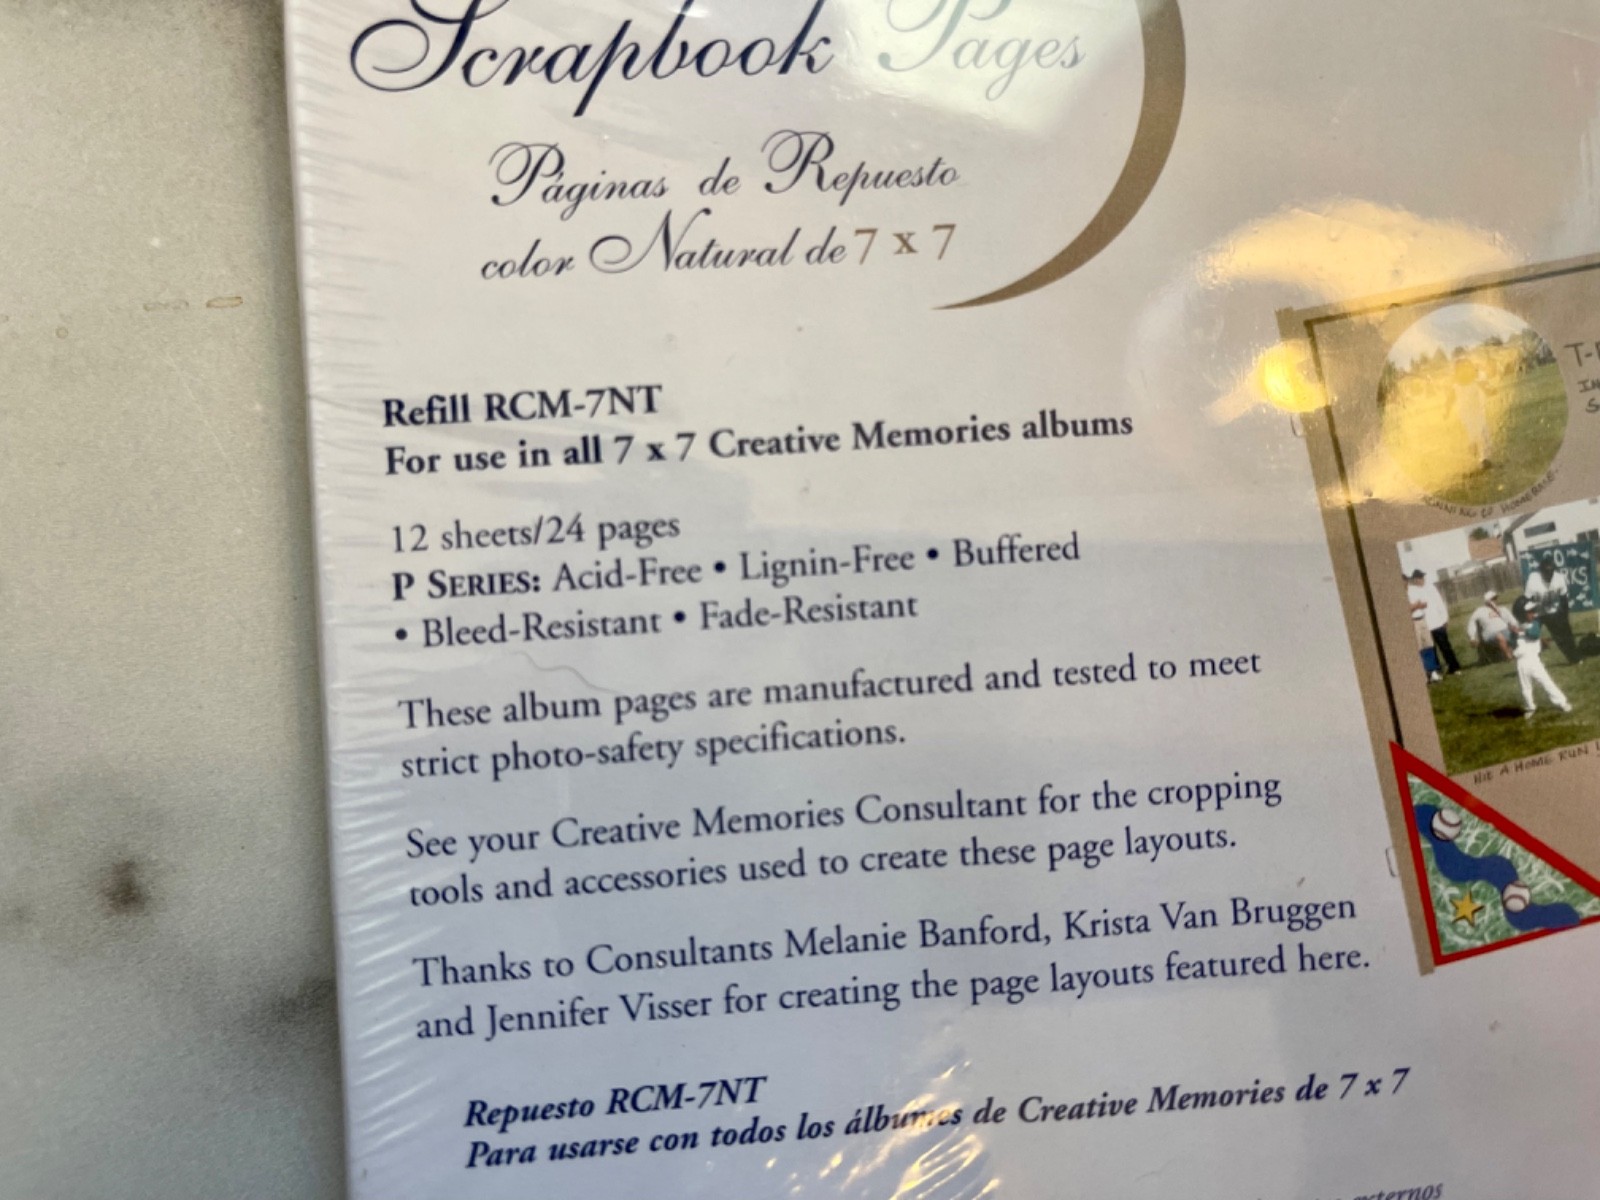 Scrapbook Pages
Páginas de Repuesto
color Natural de 7 x 7
Refill RCM-7NT
For use in all 7 x 7 Creative Memories albums
12 sheets/24 pages
P SERIES: Acid-Free • Lignin-Free • Buffered
• Bleed-Resistant • Fade-Resistant
These album pages are manufactured and tested to meet
strict photo-safety specifications.
See your Creative Memories Consultant for the cropping
tools and accessories used to create these page layouts.
Thanks to Consultants Melanie Banford, Krista Van Bruggen
and Jennifer Visser for creating the page layouts featured here.
Repuesto RCM-7NT
Para usarse con todos los álbumes de Creative Memories de 7 x 7
externos
HIT A HOME RUN